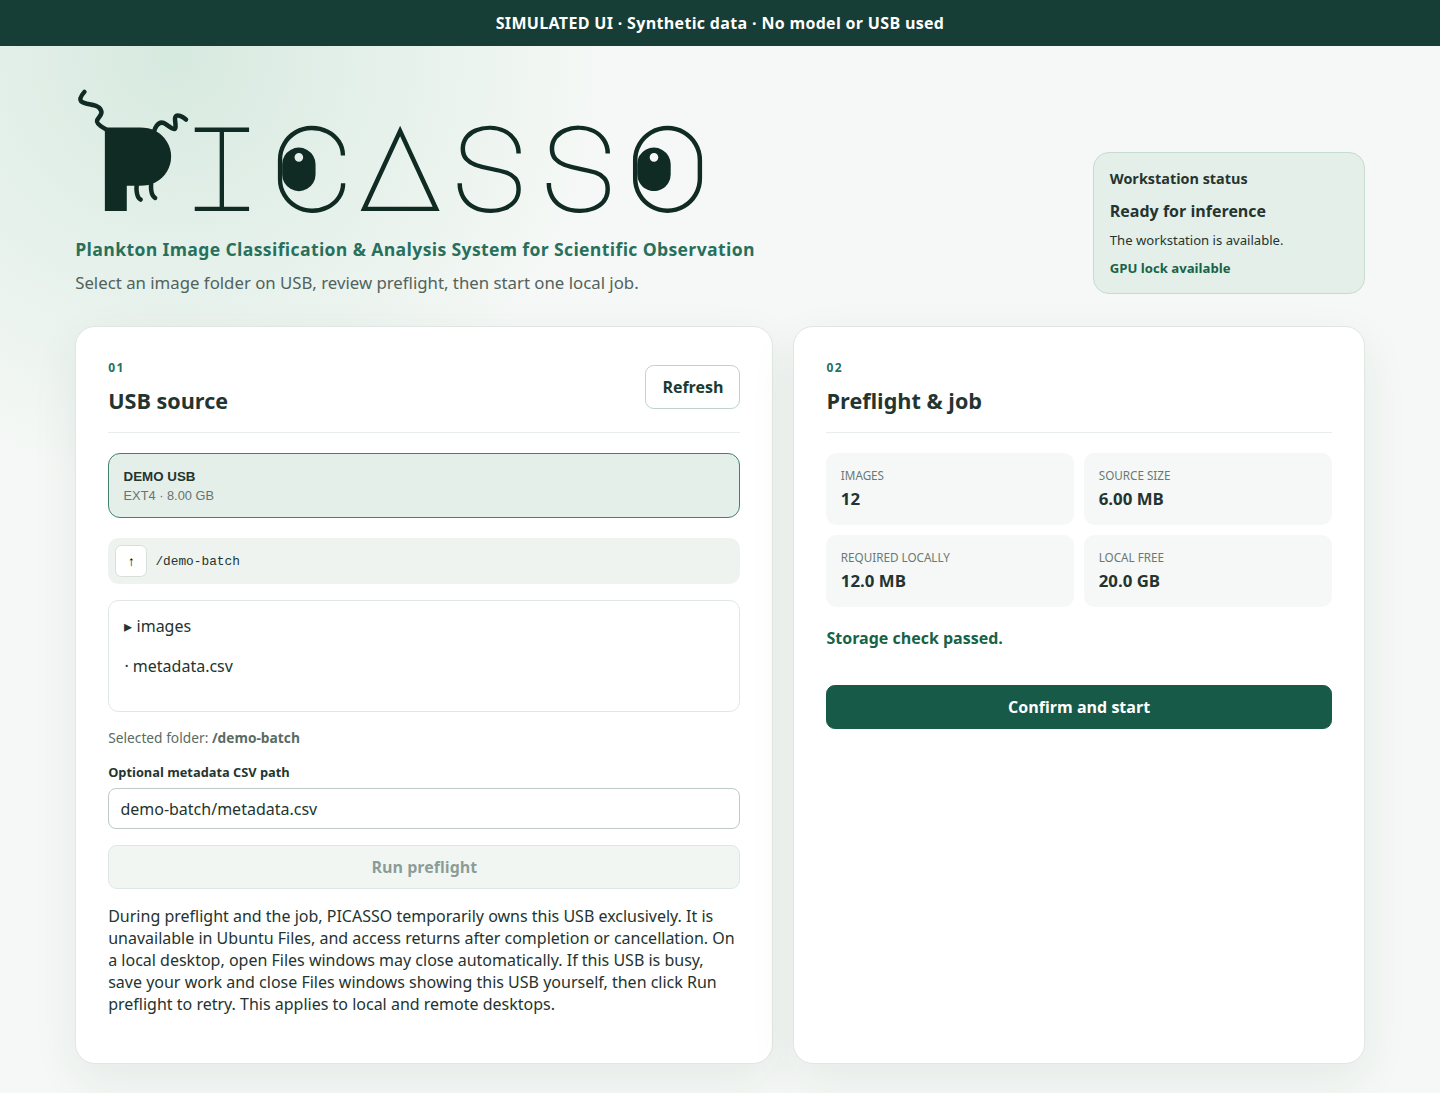 SIMULATED UI · Synthetic data · No model or USB used
PICASSO
Plankton Image Classification & Analysis System for Scientific Observation
Select an image folder on USB, review preflight, then start one local job.
Workstation status
Ready for inference
The workstation is available.
GPU lock available
01
USB source
Refresh
DEMO USB
EXT4 · 8.00 GB
↑ /demo-batch
▸ images
· metadata.csv
Selected folder: /demo-batch
Optional metadata CSV path
demo-batch/metadata.csv
Run preflight
During preflight and the job, PICASSO temporarily owns this USB exclusively. It is
unavailable in Ubuntu Files, and access returns after completion or cancellation. On
a local desktop, open Files windows may close automatically. If this USB is busy,
save your work and close Files windows showing this USB yourself, then click Run
preflight to retry. This applies to local and remote desktops.
02
Preflight & job
IMAGES
12
SOURCE SIZE
6.00 MB
REQUIRED LOCALLY
12.0 MB
LOCAL FREE
20.0 GB
Storage check passed.
Confirm and start